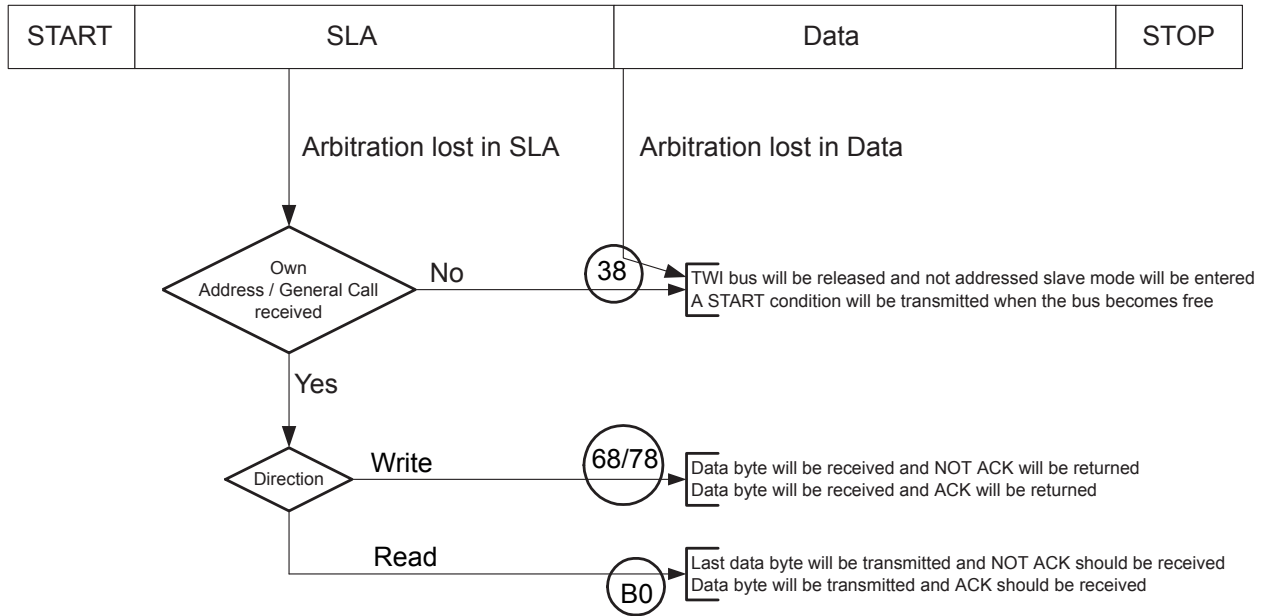 START SLA Data STOP
Arbitration lost in SLA Arbitration lost in Data
Own
Address / General Call
received
No
38
TWI bus will be released and not addressed slave mode will be entered
A START condition will be transmitted when the bus becomes free
Yes
Direction
Write
68/78
Data byte will be received and NOT ACK will be returned
Data byte will be received and ACK will be returned
Read
B0
Last data byte will be transmitted and NOT ACK should be received
Data byte will be transmitted and ACK should be received